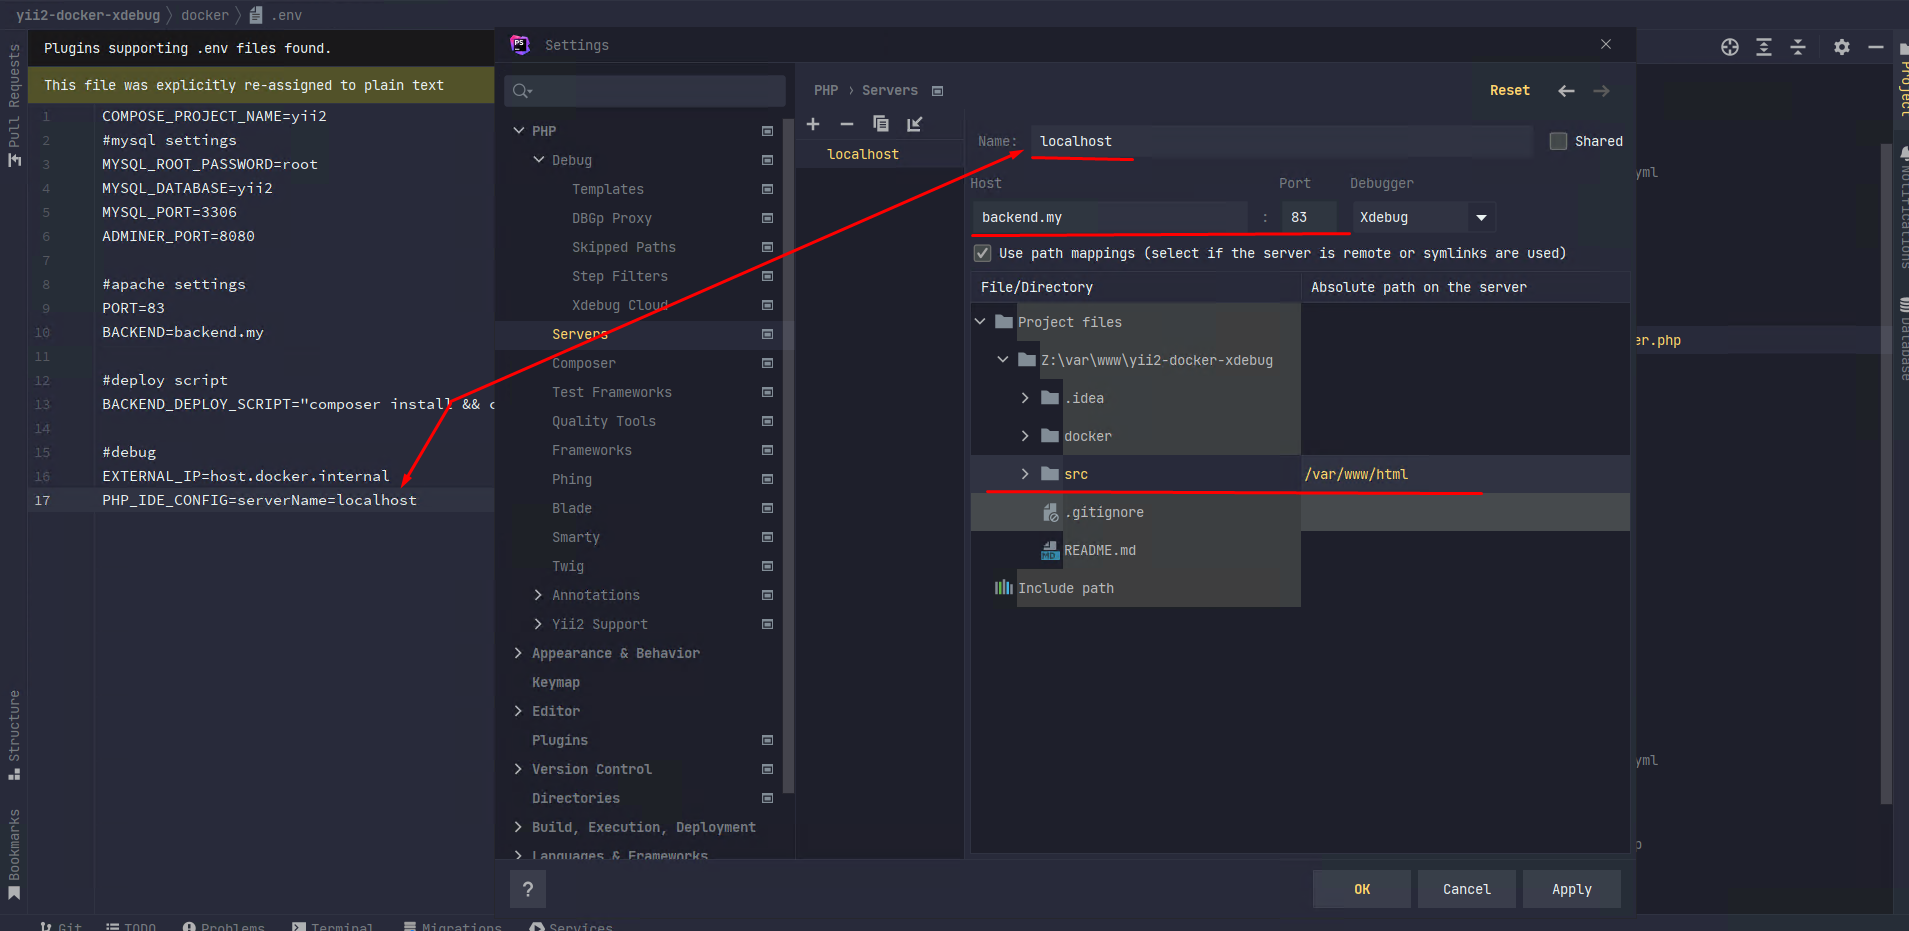 yii2-docker-xdebug 〉 docker 〉 .env
Pull Requests
Structure
Bookmarks
Plugins supporting .env files found.
This file was explicitly re-assigned to plain text
1 COMPOSE_PROJECT_NAME=yii2
2 #mysql settings
3 MYSQL_ROOT_PASSWORD=root
4 MYSQL_DATABASE=yii2
5 MYSQL_PORT=3306
6 ADMINER_PORT=8080
7
8 #apache settings
9 PORT=83
10 BACKEND=backend.my
11
12 #deploy script
13 BACKEND_DEPLOY_SCRIPT="composer install && c
14
15 #debug
16 EXTERNAL_IP=host.docker.internal
17 PHP_IDE_CONFIG=serverName=localhost
PS Settings
PHP
Debug
Templates
DBGp Proxy
Skipped Paths
Step Filters
Xdebug Cloud
Servers
Composer
Test Frameworks
Quality Tools
Frameworks
Phing
Blade
Smarty
Twig
Annotations
Yii2 Support
Appearance & Behavior
Keymap
Editor
Plugins
Version Control
Directories
Build, Execution, Deployment
Languages & Frameworks
PHP › Servers
Reset
localhost
Name: localhost
Shared
Host Port Debugger
backend.my : 83 Xdebug
Use path mappings (select if the server is remote or symlinks are used)
File/Directory Absolute path on the server
Project files
Z:\var\www\yii2-docker-xdebug
.idea
docker
src /var/www/html
.gitignore
MD README.md
Include path
? OK Cancel Apply
yml
er.php
yml
Project
Notifications
Database
Git TODO Problems Terminal Migrations Services